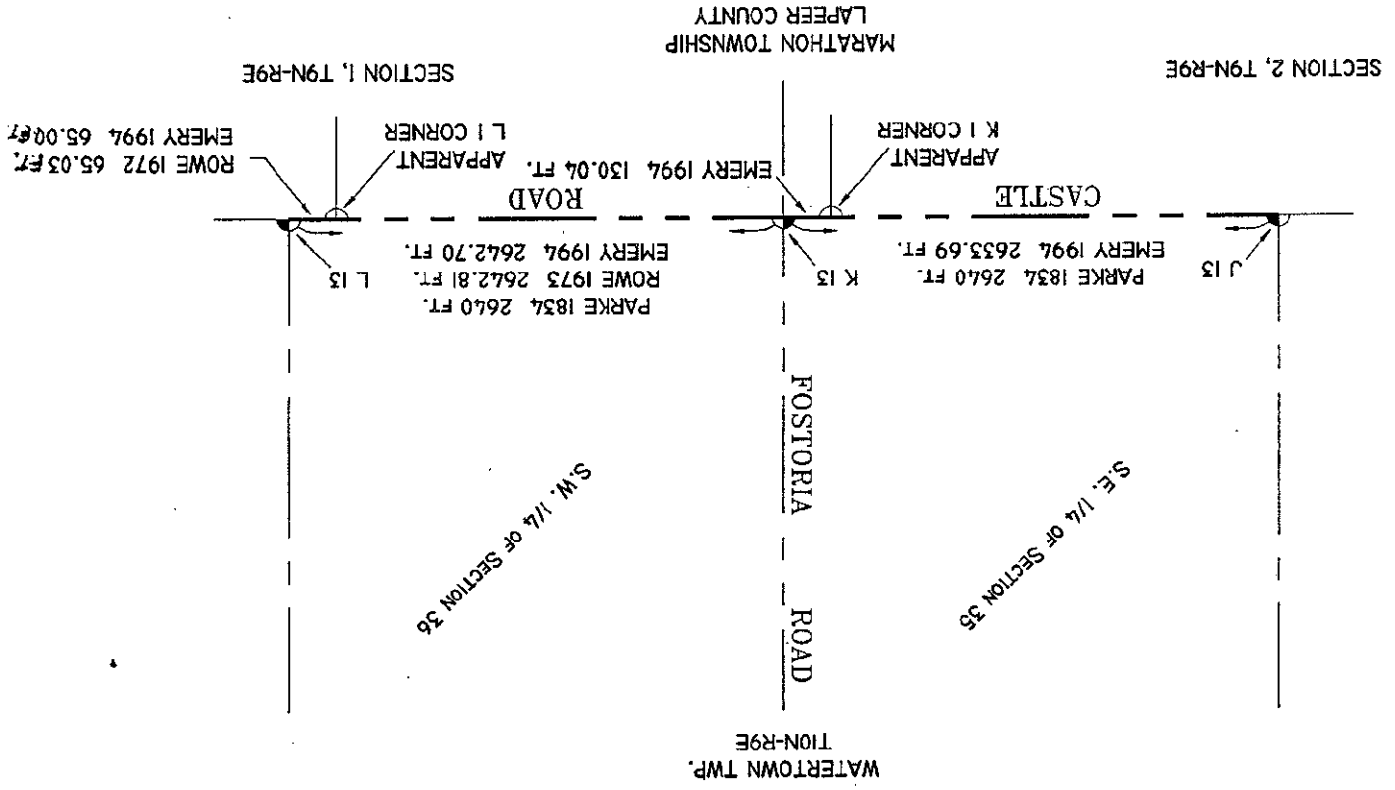 WATERTOWN TWP.
T10N-R9E
S.E. 1/4 OF SECTION 35
FOSTORIA ROAD
S.W. 1/4 OF SECTION 36
J 13
PARKE 1834 2640 FT.
EMERY 1994 2633.69 FT.
K 13
PARKE 1834 2640 FT.
ROWE 1973 2642.81 FT.
EMERY 1994 2642.70 FT.
L 13
CASTLE ROAD
APPARENT
K 1 CORNER
EMERY 1994 130.04 FT.
APPARENT
L 1 CORNER
ROWE 1972 65.03 FT.
EMERY 1994 65.00 FT.
SECTION 2, T9N-R9E
MARATHON TOWNSHIP
LAPEER COUNTY
SECTION 1, T9N-R9E